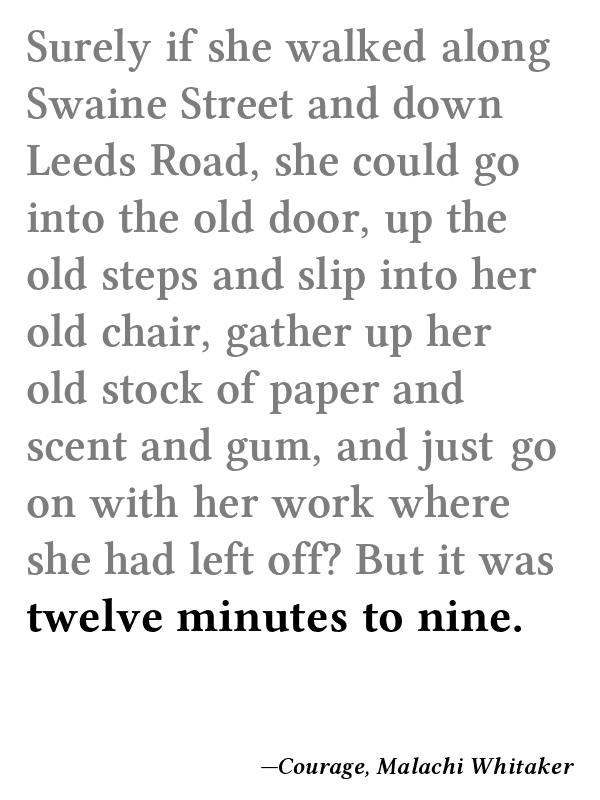 Surely if she walked along
Swaine Street and down
Leeds Road, she could go
into the old door, up the
old steps and slip into her
old chair, gather up her
old stock of paper and
scent and gum, and just go
on with her work where
she had left off? But it was
twelve minutes to nine.
—Courage, Malachi Whitaker